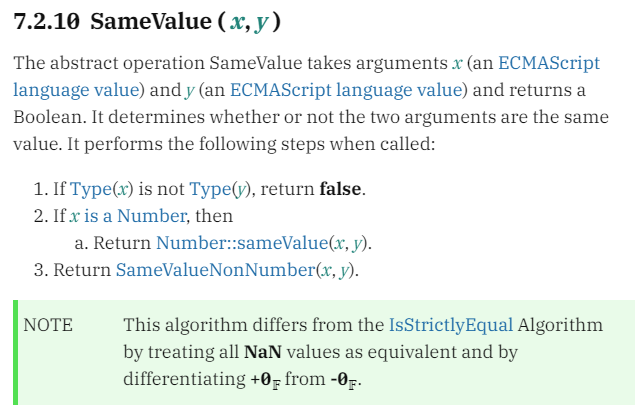 7.2.10 SameValue ( x, y )
The abstract operation SameValue takes arguments x (an ECMAScript
language value) and y (an ECMAScript language value) and returns a
Boolean. It determines whether or not the two arguments are the same
value. It performs the following steps when called:
1. If Type(x) is not Type(y), return false.
2. If x is a Number, then
a. Return Number::sameValue(x, y).
3. Return SameValueNonNumber(x, y).
NOTE This algorithm differs from the IsStrictlyEqual Algorithm
by treating all NaN values as equivalent and by
differentiating +0𝔽 from -0𝔽.